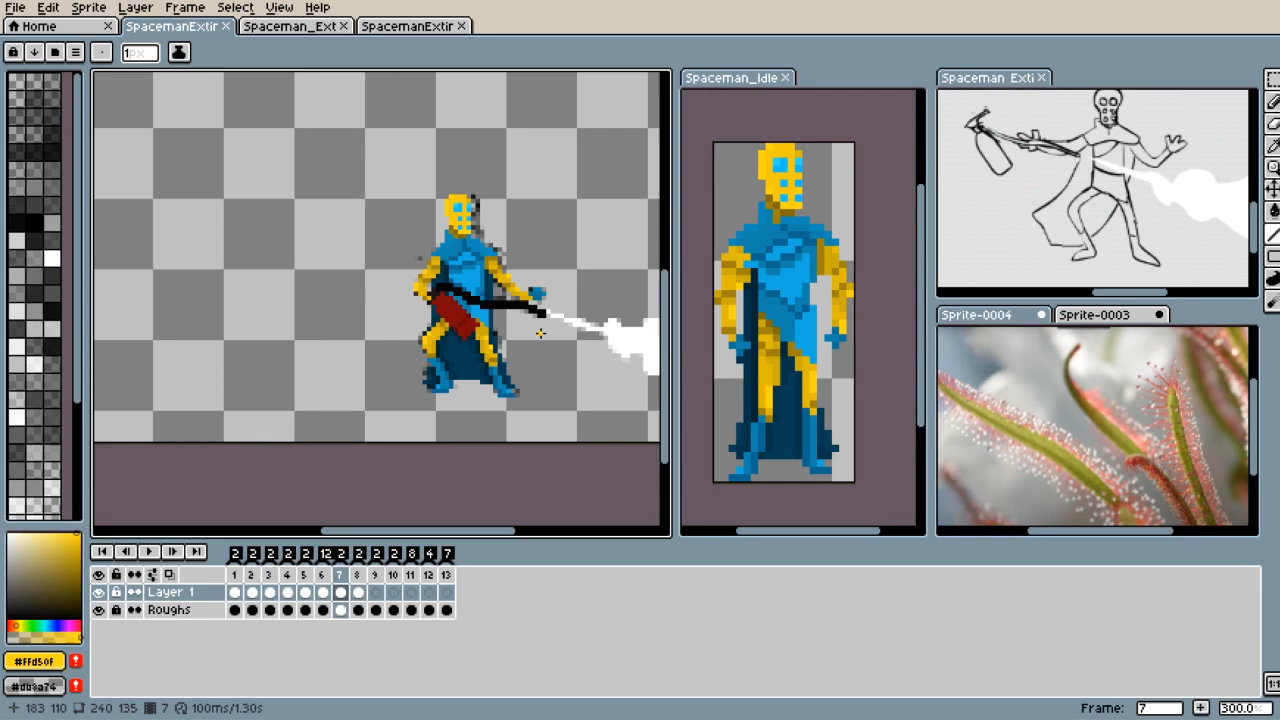 File Edit Sprite Layer Frame Select View Help
Home SpacemanExtir Spaceman_Ext SpacemanExtir
1px
Spaceman_Idle Spaceman Exti
Sprite-0004 Sprite-0003
2 2 2 2 2 12 2 2 2 2 8 4 7
1 2 3 4 5 6 7 8 9 10 11 12 13
Layer 1
Roughs
#FFd50F !
!
183 110 240 135 7 100ms/1.30s Frame: 7 + 300.0
1:1